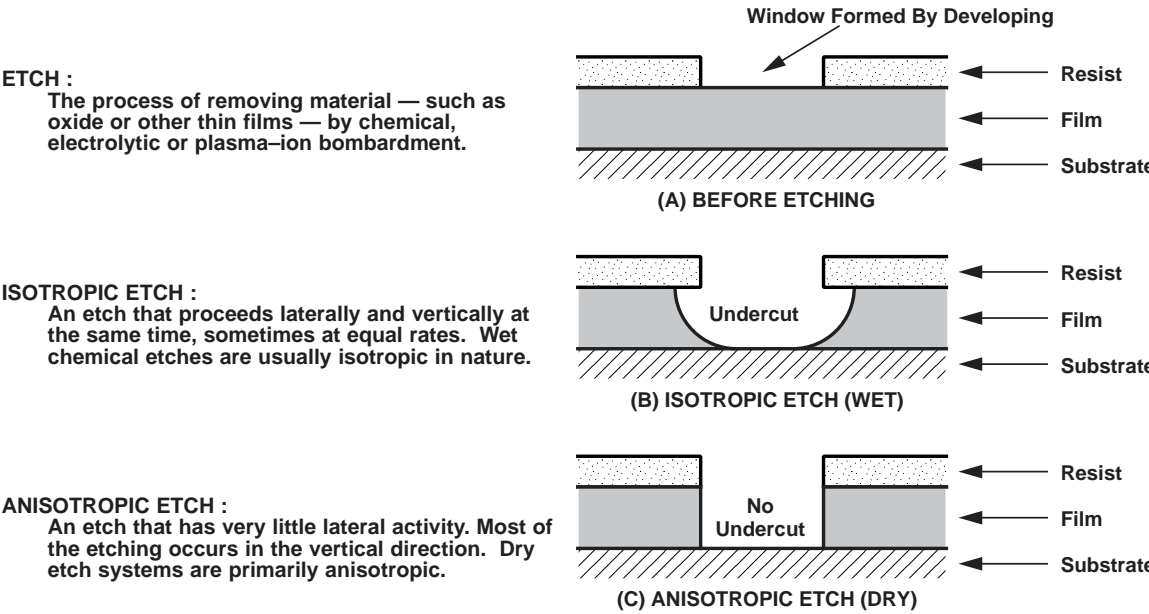 Window Formed By Developing
ETCH :
The process of removing material — such as
oxide or other thin films — by chemical,
electrolytic or plasma–ion bombardment.
Resist
Film
Substrate
(A) BEFORE ETCHING
ISOTROPIC ETCH :
An etch that proceeds laterally and vertically at
the same time, sometimes at equal rates.  Wet
chemical etches are usually isotropic in nature.
Undercut
Resist
Film
Substrate
(B) ISOTROPIC ETCH (WET)
ANISOTROPIC ETCH :
An etch that has very little lateral activity. Most of
the etching occurs in the vertical direction.  Dry
etch systems are primarily anisotropic.
No
Undercut
Resist
Film
Substrate
(C) ANISOTROPIC ETCH (DRY)